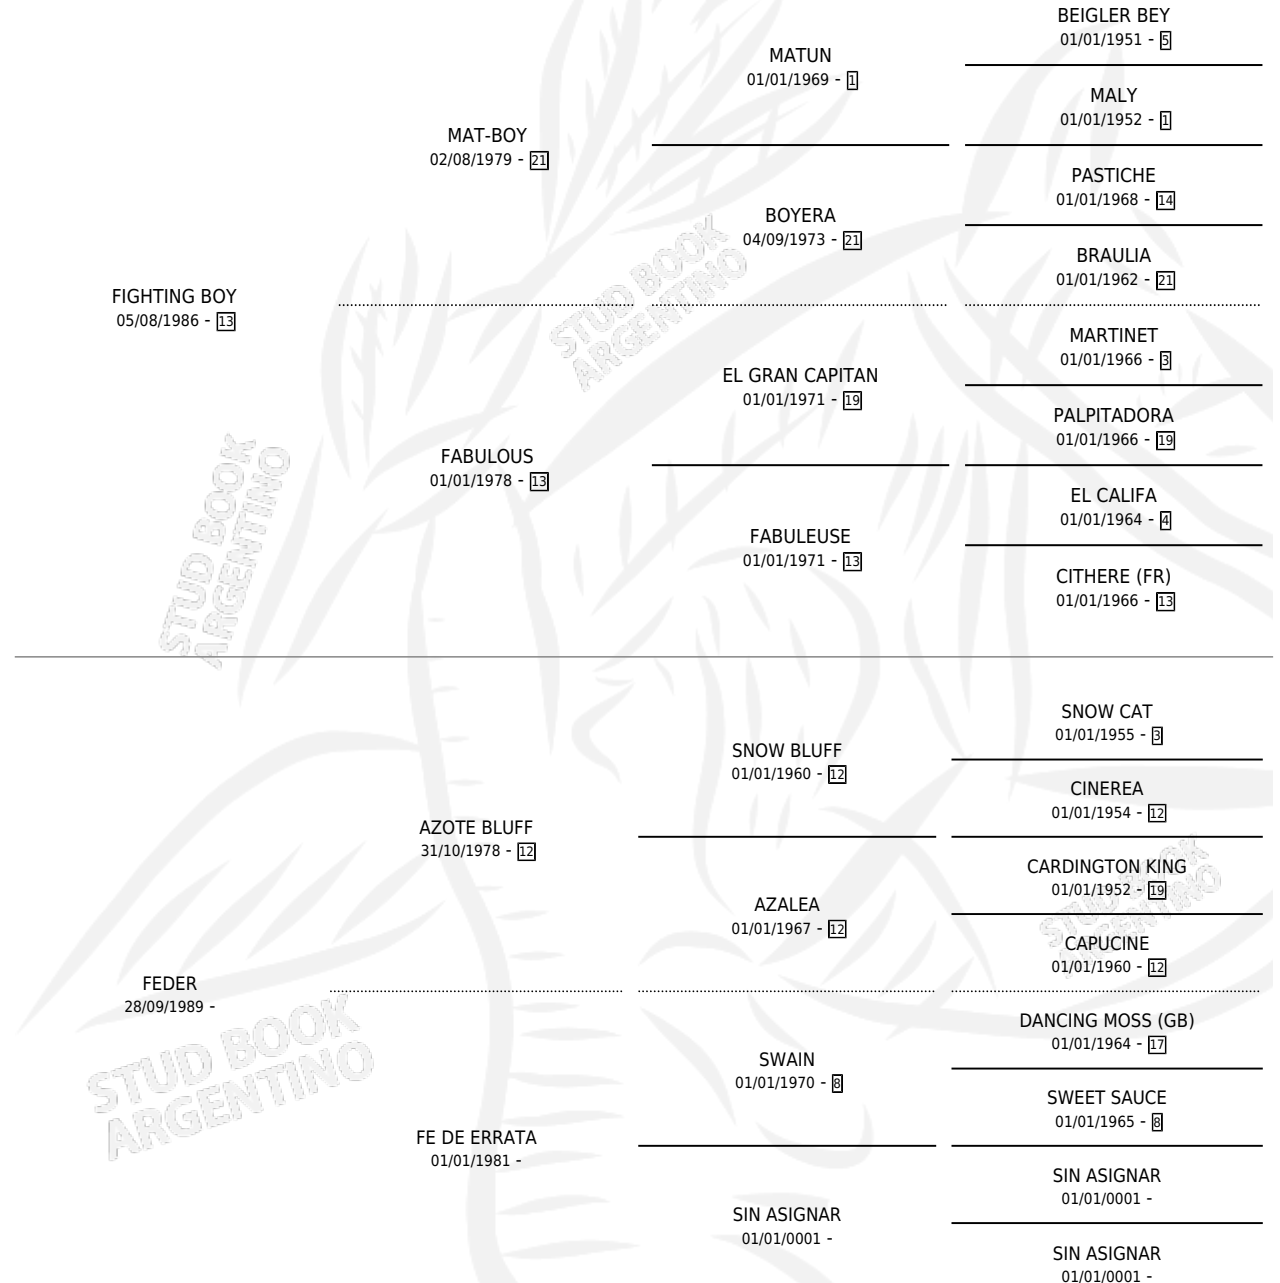 BEIGLER BEY
01/01/1951 - 5
MATUN
01/01/1969 - 1
MALY
01/01/1952 - 1
MAT-BOY
02/08/1979 - 21
PASTICHE
01/01/1968 - 14
BOYERA
04/09/1973 - 21
BRAULIA
01/01/1962 - 21
STUD BOOK
ARGENTINO
FIGHTING BOY
05/08/1986 - 13
MARTINET
01/01/1966 - 3
EL GRAN CAPITAN
01/01/1971 - 19
PALPITADORA
01/01/1966 - 19
FABULOUS
01/01/1978 - 13
EL CALIFA
01/01/1964 - 4
FABULEUSE
01/01/1971 - 13
CITHERE (FR)
01/01/1966 - 13
STUD BOOK
ARGENTINO
SNOW CAT
01/01/1955 - 3
SNOW BLUFF
01/01/1960 - 12
CINEREA
01/01/1954 - 12
AZOTE BLUFF
31/10/1978 - 12
CARDINGTON KING
01/01/1952 - 19
AZALEA
01/01/1967 - 12
CAPUCINE
01/01/1960 - 12
STUD BOOK
ARGENTINO
FEDER
28/09/1989 -
DANCING MOSS (GB)
01/01/1964 - 17
SWAIN
01/01/1970 - 8
SWEET SAUCE
01/01/1965 - 8
STUD BOOK
ARGENTINO
FE DE ERRATA
01/01/1981 -
SIN ASIGNAR
01/01/0001 -
SIN ASIGNAR
01/01/0001 -
SIN ASIGNAR
01/01/0001 -